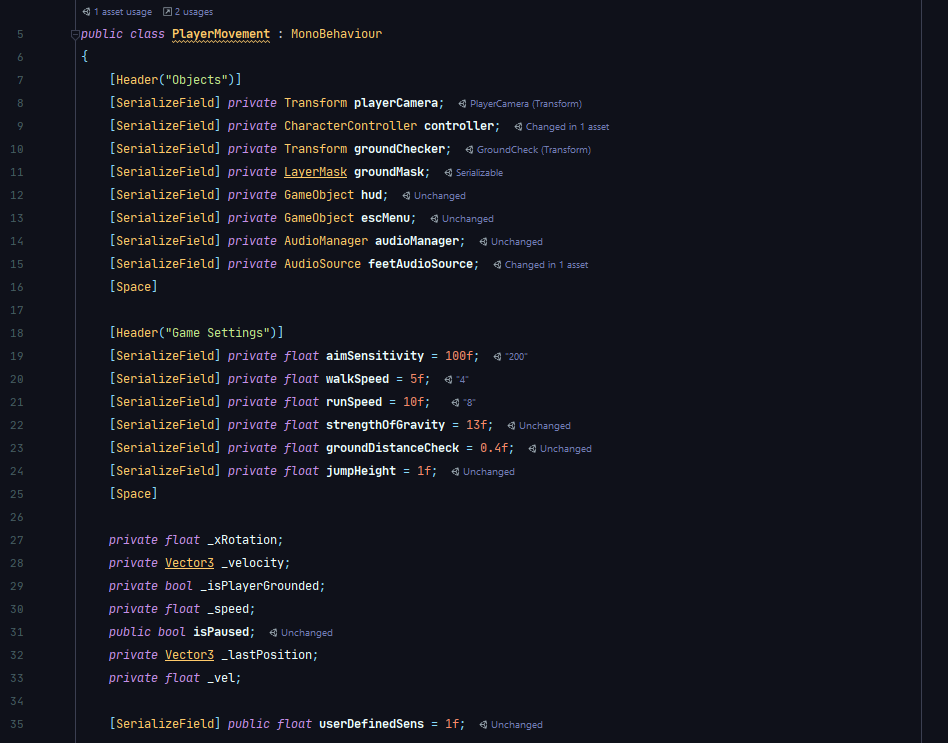 1 asset usage 2 usages
5 public class PlayerMovement : MonoBehaviour
6 {
7 [Header("Objects")]
8 [SerializeField] private Transform playerCamera; PlayerCamera (Transform)
9 [SerializeField] private CharacterController controller; Changed in 1 asset
10 [SerializeField] private Transform groundChecker; GroundCheck (Transform)
11 [SerializeField] private LayerMask groundMask; Serializable
12 [SerializeField] private GameObject hud; Unchanged
13 [SerializeField] private GameObject escMenu; Unchanged
14 [SerializeField] private AudioManager audioManager; Unchanged
15 [SerializeField] private AudioSource feetAudioSource; Changed in 1 asset
16 [Space]
17
18 [Header("Game Settings")]
19 [SerializeField] private float aimSensitivity = 100f; "200"
20 [SerializeField] private float walkSpeed = 5f; "4"
21 [SerializeField] private float runSpeed = 10f; "8"
22 [SerializeField] private float strengthOfGravity = 13f; Unchanged
23 [SerializeField] private float groundDistanceCheck = 0.4f; Unchanged
24 [SerializeField] private float jumpHeight = 1f; Unchanged
25 [Space]
26
27 private float _xRotation;
28 private Vector3 _velocity;
29 private bool _isPlayerGrounded;
30 private float _speed;
31 public bool isPaused; Unchanged
32 private Vector3 _lastPosition;
33 private float _vel;
34
35 [SerializeField] public float userDefinedSens = 1f; Unchanged